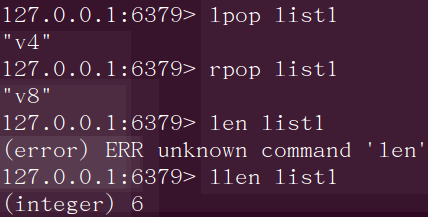 127.0.0.1:6379> lpop list1
"v4"
127.0.0.1:6379> rpop list1
"v8"
127.0.0.1:6379> len list1
(error) ERR unknown command 'len'
127.0.0.1:6379> llen list1
(integer) 6